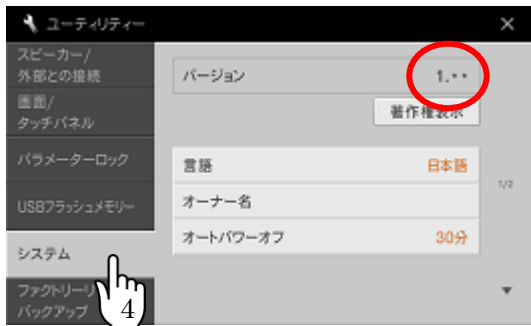 ユーティリティー
スピーカー/
外部との接続
画面/
タッチパネル
パラメーターロック
USBフラッシュメモリー
システム
ファクトリーリ
バックアップ
バージョン 1.**
著作権表示
言語 日本語
オーナー名
オートパワーオフ 30分
1/2
4